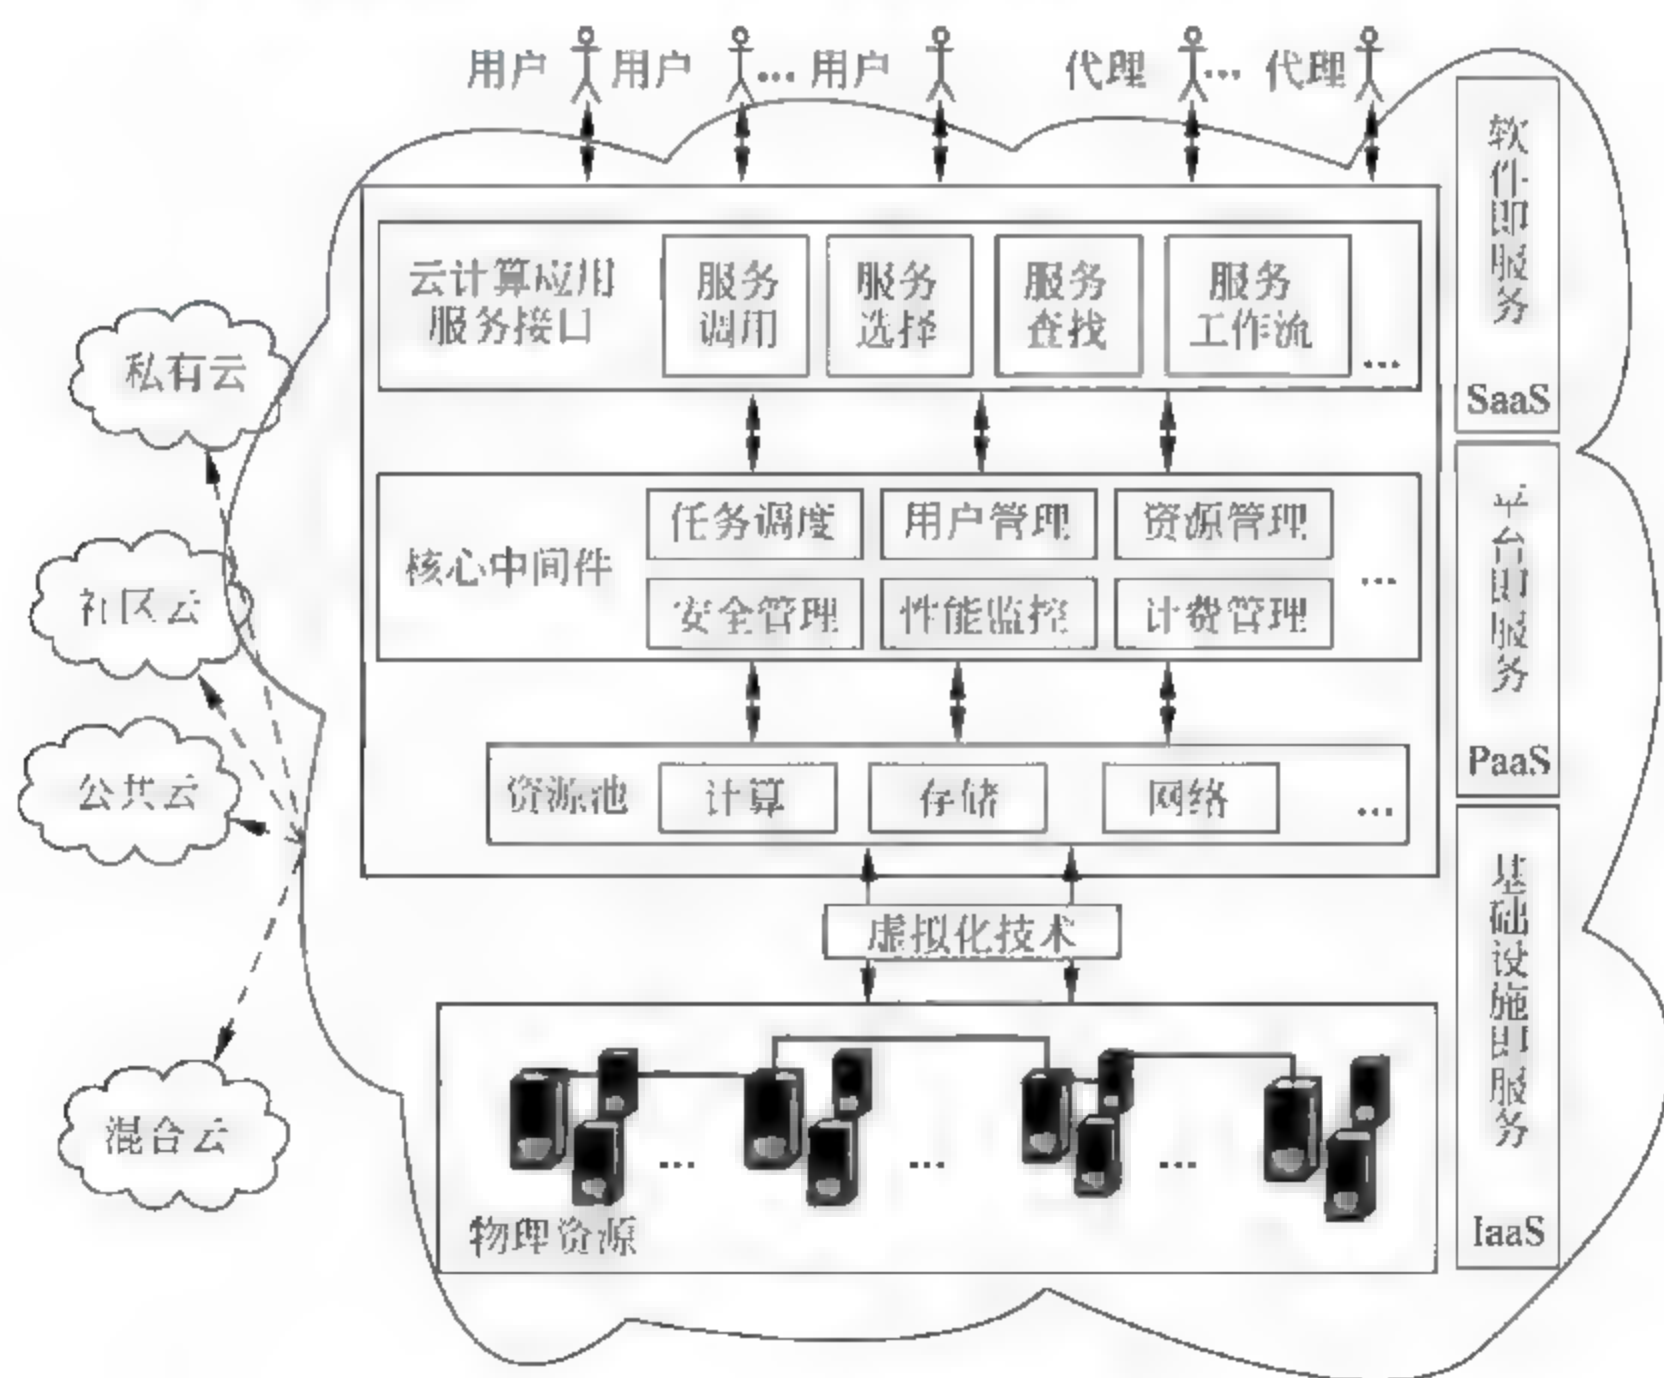 用户 用户 … 用户 代理 … 代理
云计算应用
服务接口
服务
调用
服务
选择
服务
查找
服务
工作流
…
软件即服务
SaaS
私有云
核心中间件
任务调度 用户管理 资源管理
安全管理 性能监控 计费管理
…
平台即服务
PaaS
社区云
公共云
资源池 计算 存储 网络 …
虚拟化技术
基础设施即服务
IaaS
混合云
… … …
物理资源